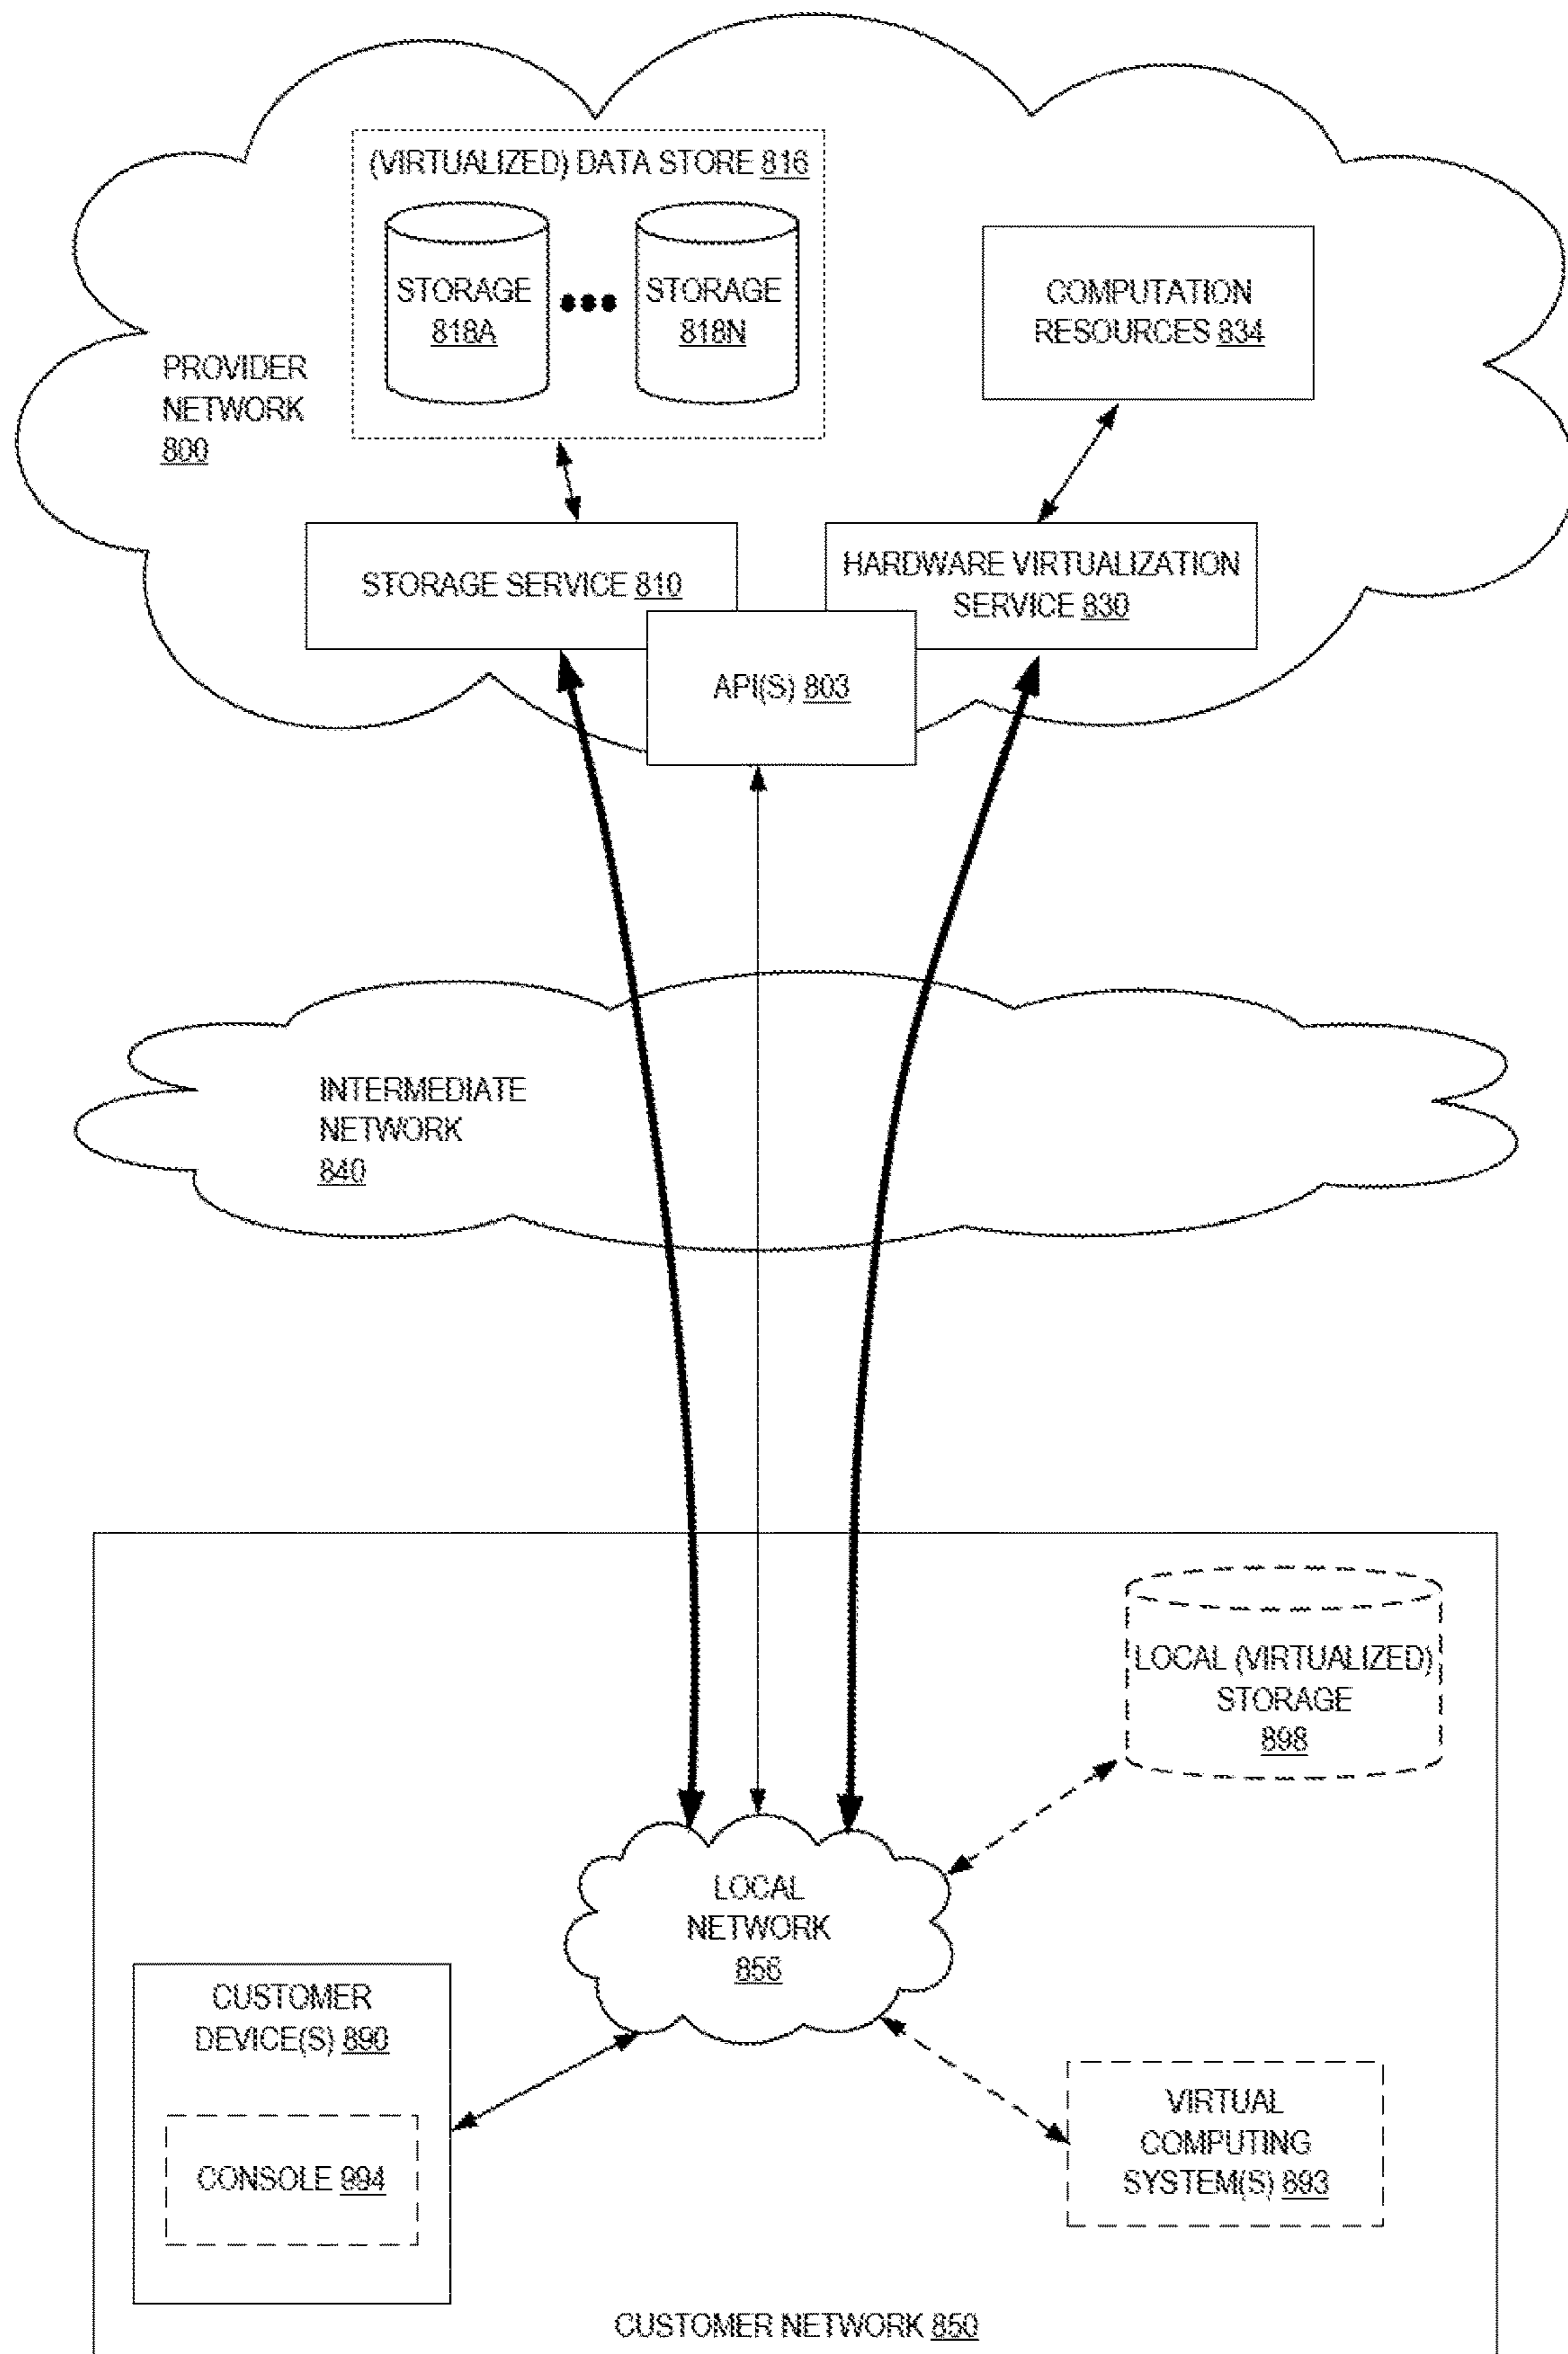 (VIRTUALIZED) DATA STORE 816
STORAGE
818A
STORAGE
818N
COMPUTATION
RESOURCES 834
PROVIDER
NETWORK
800
STORAGE SERVICE 810
HARDWARE VIRTUALIZATION
SERVICE 830
API(S) 803
INTERMEDIATE
NETWORK
840
LOCAL (VIRTUALIZED)
STORAGE
898
LOCAL
NETWORK
856
CUSTOMER
DEVICE(S) 890
CONSOLE 994
VIRTUAL
COMPUTING
SYSTEM(S) 893
CUSTOMER NETWORK 850